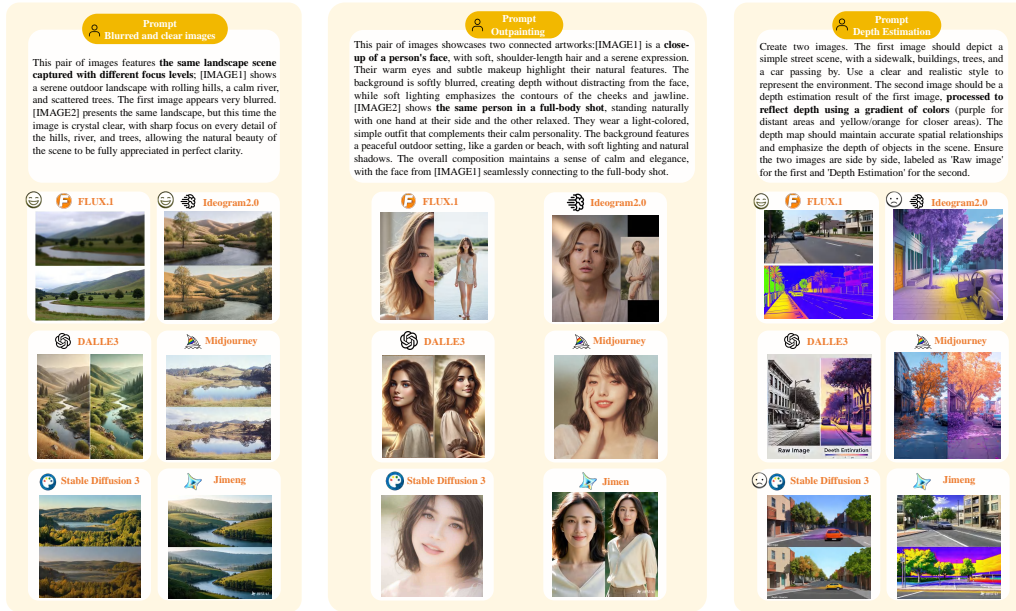 Prompt
Blurred and clear images
This pair of images features the same landscape scene
captured with different focus levels; [IMAGE1] shows
a serene outdoor landscape with rolling hills, a calm river,
and scattered trees. The first image appears very blurred.
[IMAGE2] presents the same landscape, but this time the
image is crystal clear, with sharp focus on every detail of
the hills, river, and trees, allowing the natural beauty of
the scene to be fully appreciated in perfect clarity.
FLUX.1
Ideogram2.0
DALLE3
Midjourney
Stable Diffusion 3
Jimeng
Prompt
Outpainting
This pair of images showcases two connected artworks:[IMAGE1] is a close-
up of a person's face, with soft, shoulder-length hair and a serene expression.
Their warm eyes and subtle makeup highlight their natural features. The
background is softly blurred, creating depth without distracting from the face,
while soft lighting emphasizes the contours of the cheeks and jawline.
[IMAGE2] shows the same person in a full-body shot, standing naturally
with one hand at their side and the other relaxed. They wear a light-colored,
simple outfit that complements their calm personality. The background features
a peaceful outdoor setting, like a garden or beach, with soft lighting and natural
shadows. The overall composition maintains a sense of calm and elegance,
with the face from [IMAGE1] seamlessly connecting to the full-body shot.
FLUX.1
Ideogram2.0
DALLE3
Midjourney
Stable Diffusion 3
Jimen
Prompt
Depth Estimation
Create two images. The first image should depict a
simple street scene, with a sidewalk, buildings, trees, and
a car passing by. Use a clear and realistic style to
represent the environment. The second image should be a
depth estimation result of the first image, processed to
reflect depth using a gradient of colors (purple for
distant areas and yellow/orange for closer areas). The
depth map should maintain accurate spatial relationships
and emphasize the depth of objects in the scene. Ensure
the two images are side by side, labeled as 'Raw image'
for the first and 'Depth Estimation' for the second.
FLUX.1
Ideogram2.0
DALLE3
Midjourney
Raw Image
Deeth Entinration
Stable Diffusion 3
Jimeng